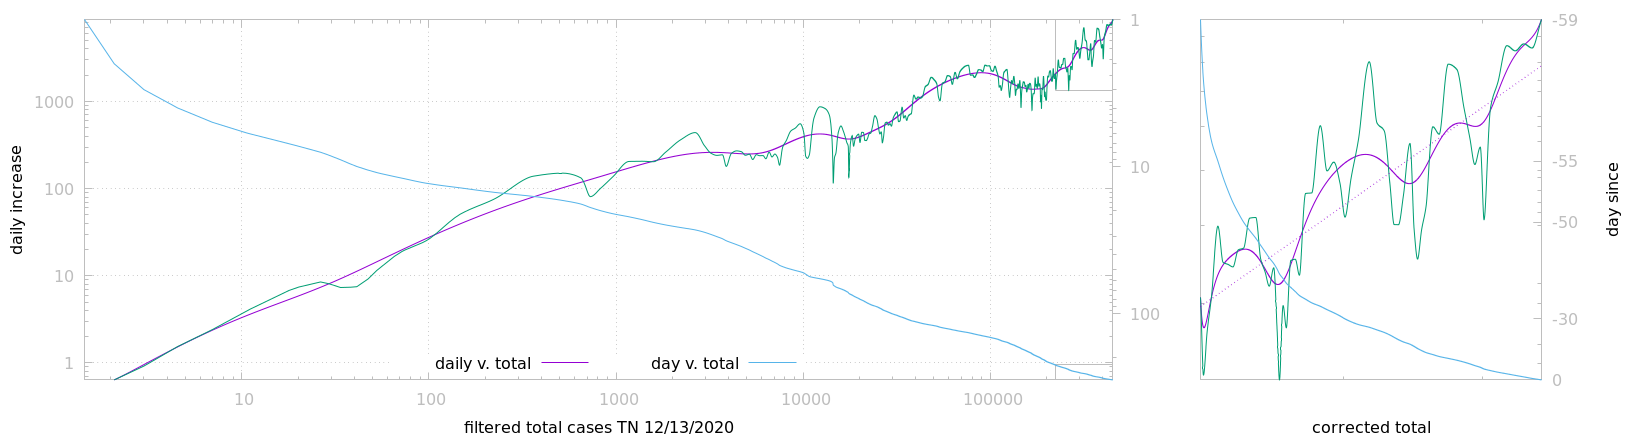 1000
100
10
1
daily increase
daily v. total
day v. total
10
100
1000
10000
100000
filtered total cases TN 12/13/2020
1
10
100
-59
-55
-50
-30
0
day since
corrected total